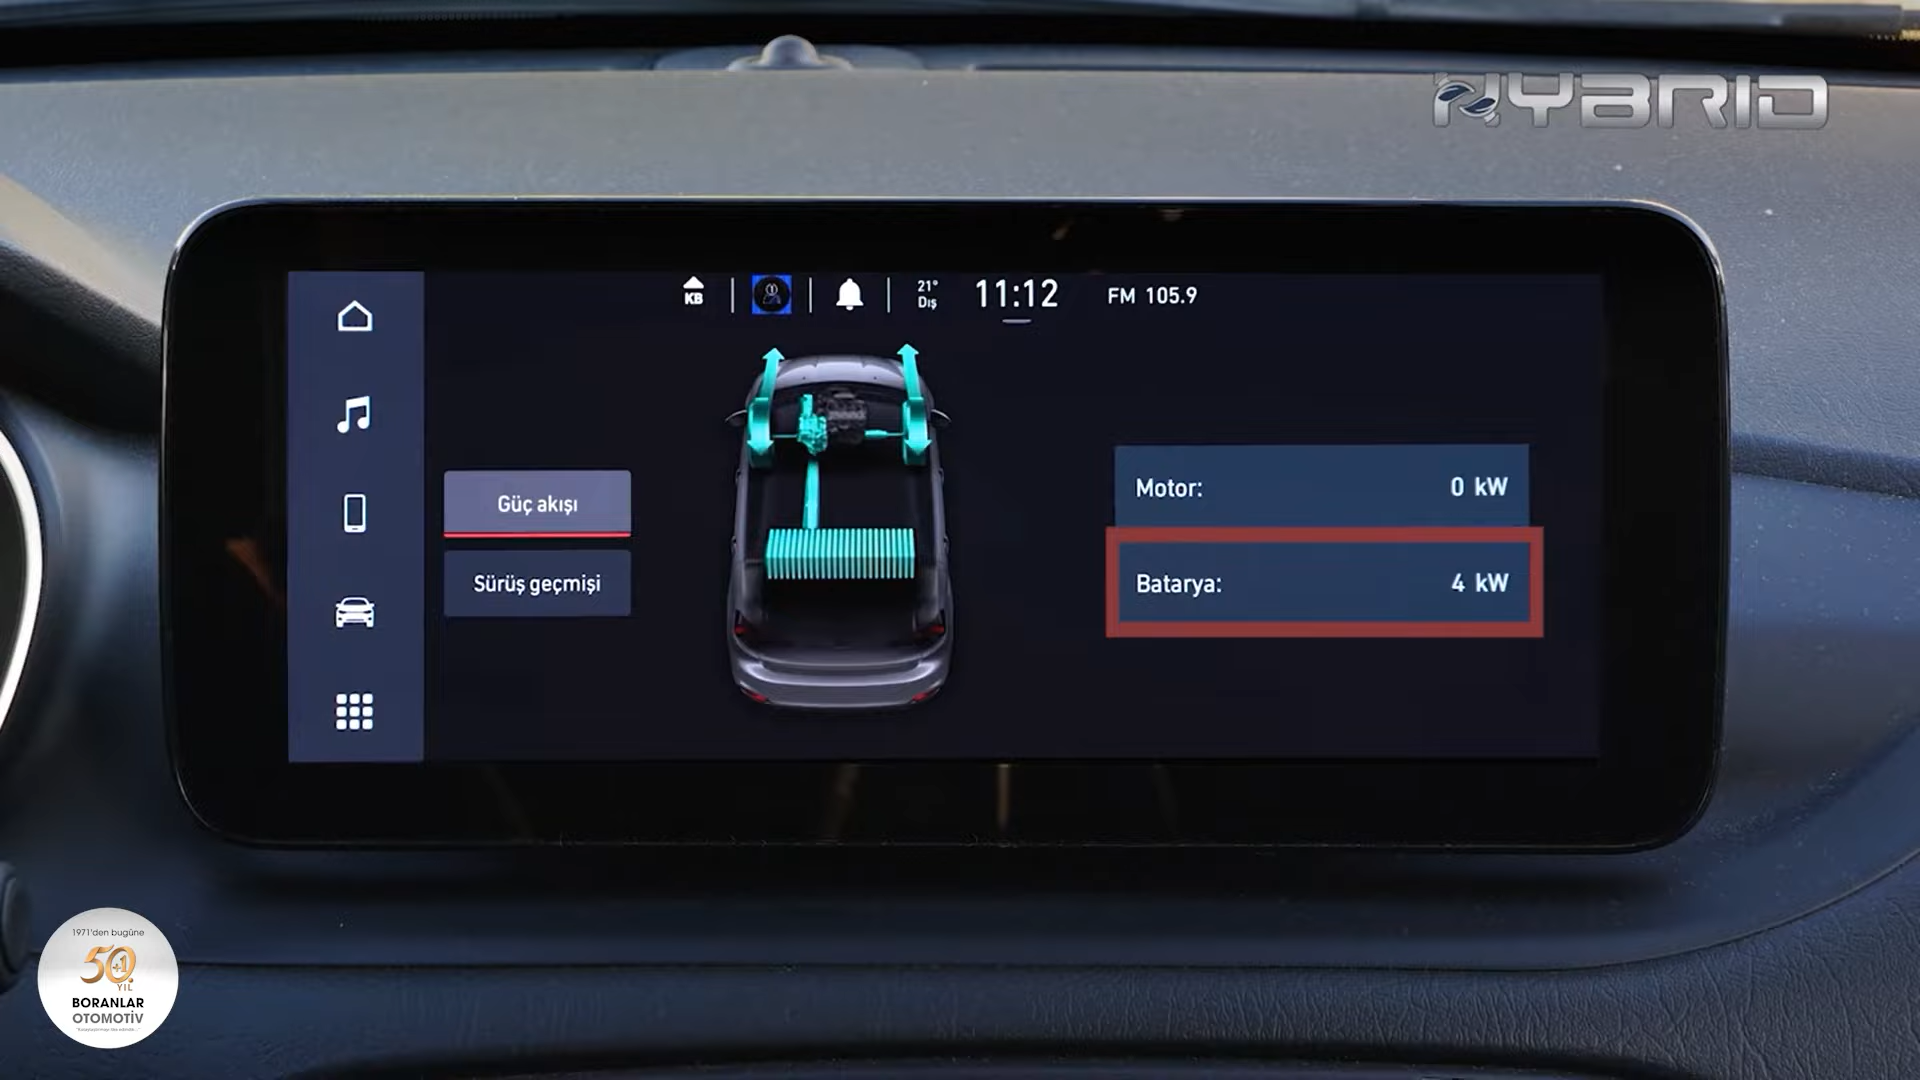 HYBRID
KB
21°
Dış
11:12
FM 105.9
Güç akışı
Sürüş geçmişi
Motor: 0 kW
Batarya: 4 kW
1971'den bugüne
50+1.
YIL
BORANLAR
OTOMOTİV